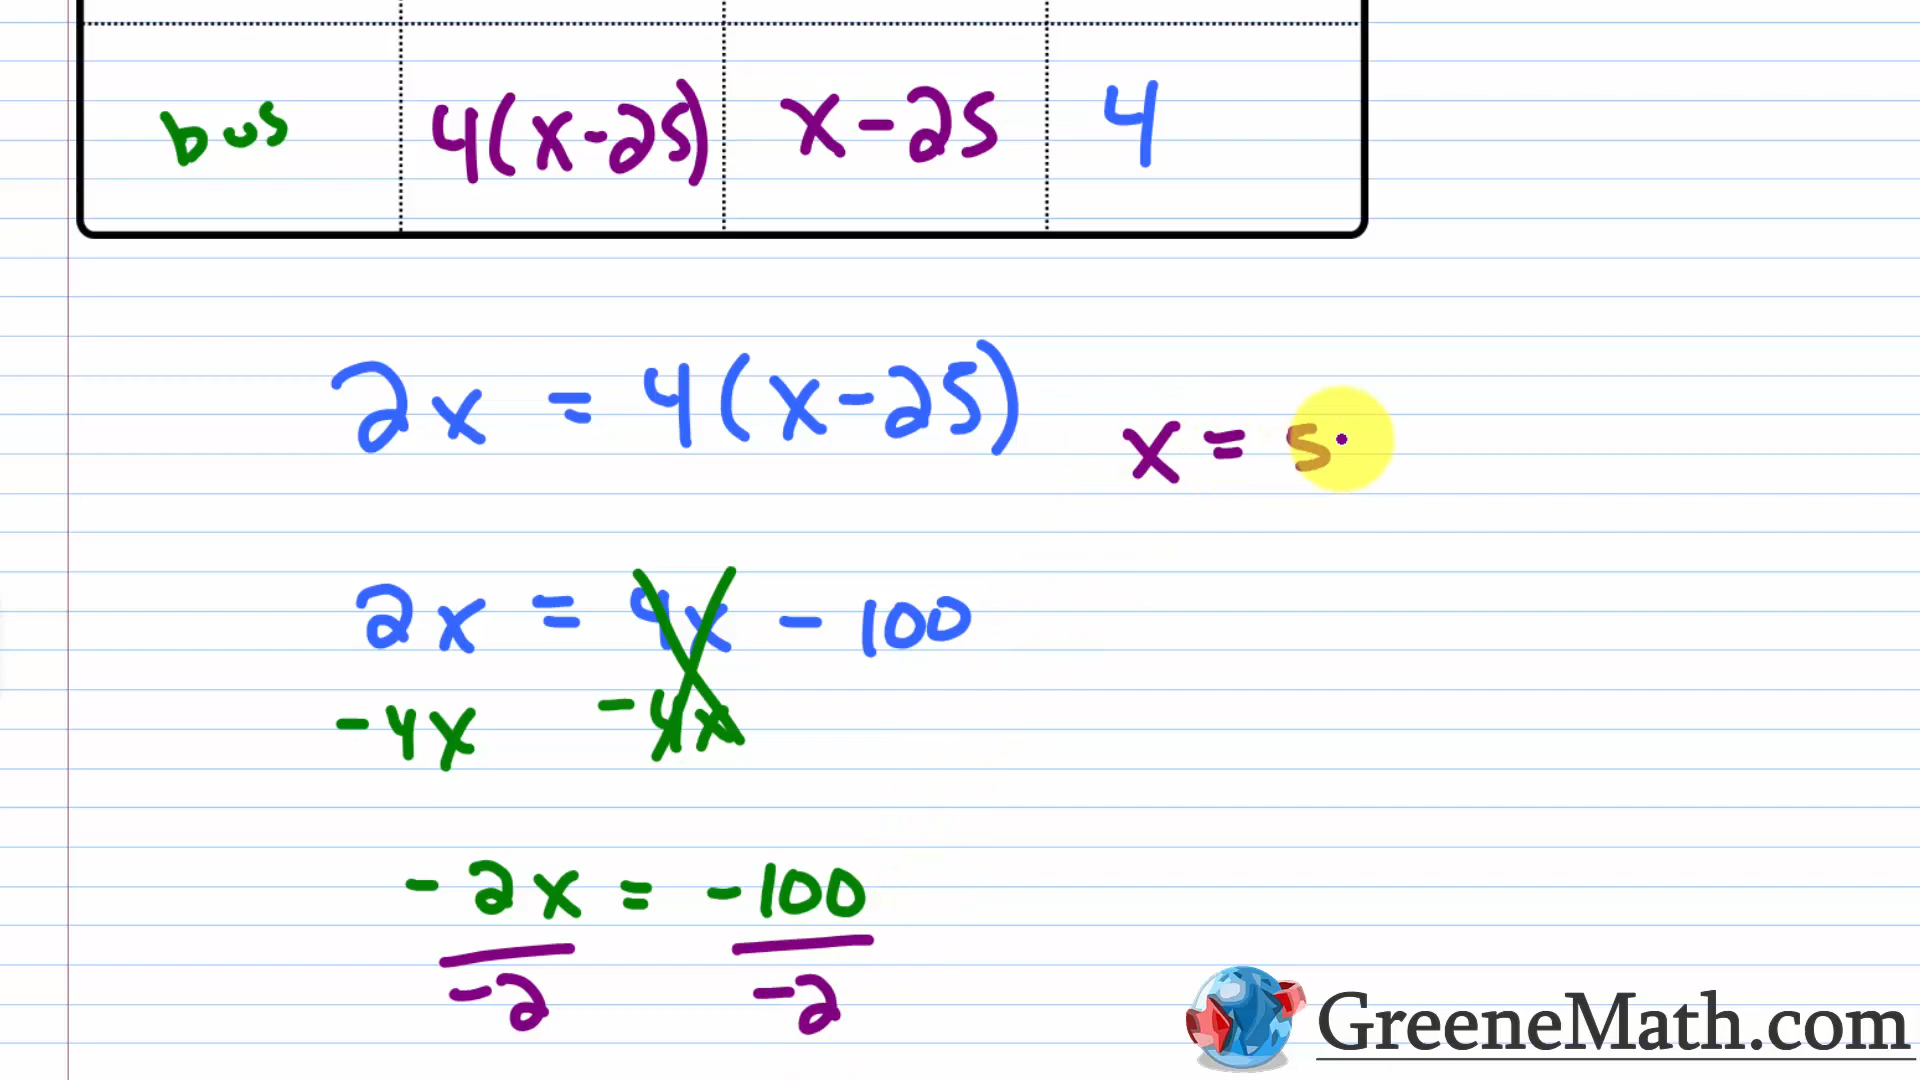 bus 4(x-25) x-25 4
2x = 4(x-25)
x = 5
2x = 4x - 100
-4x -4x
-2x = -100
-2 -2
GreeneMath.com